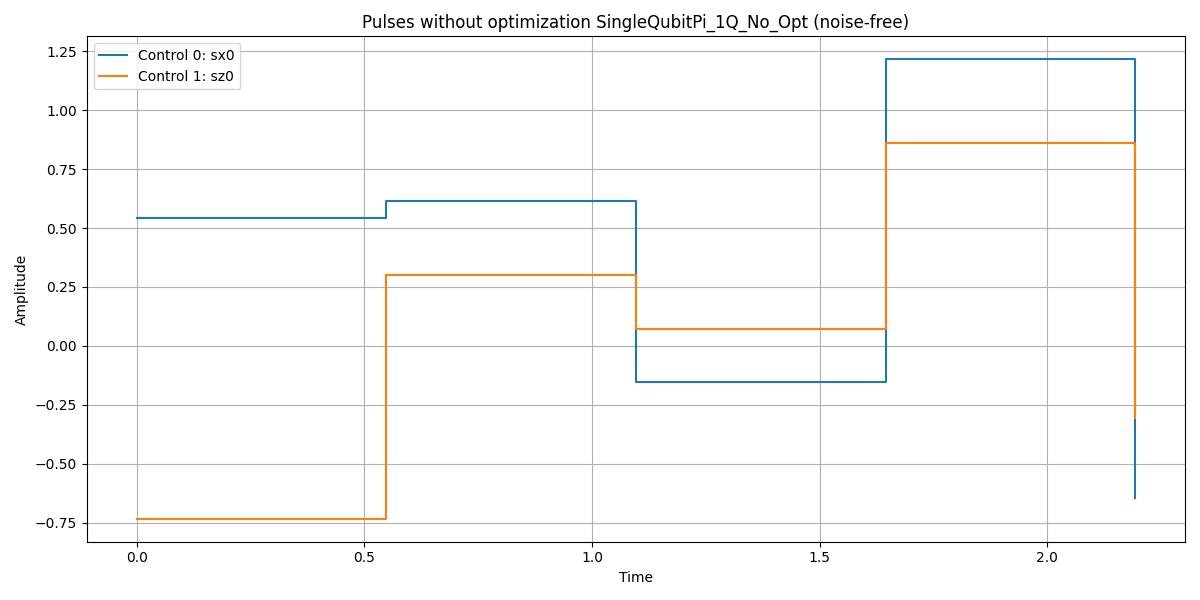 Pulses without optimization SingleQubitPi_1Q_No_Opt (noise-free)
Control 0: sx0
Control 1: sz0
1.25
1.00
0.75
0.50
0.25
0.00
−0.25
−0.50
−0.75
Amplitude
0.0 0.5 1.0 1.5 2.0
Time